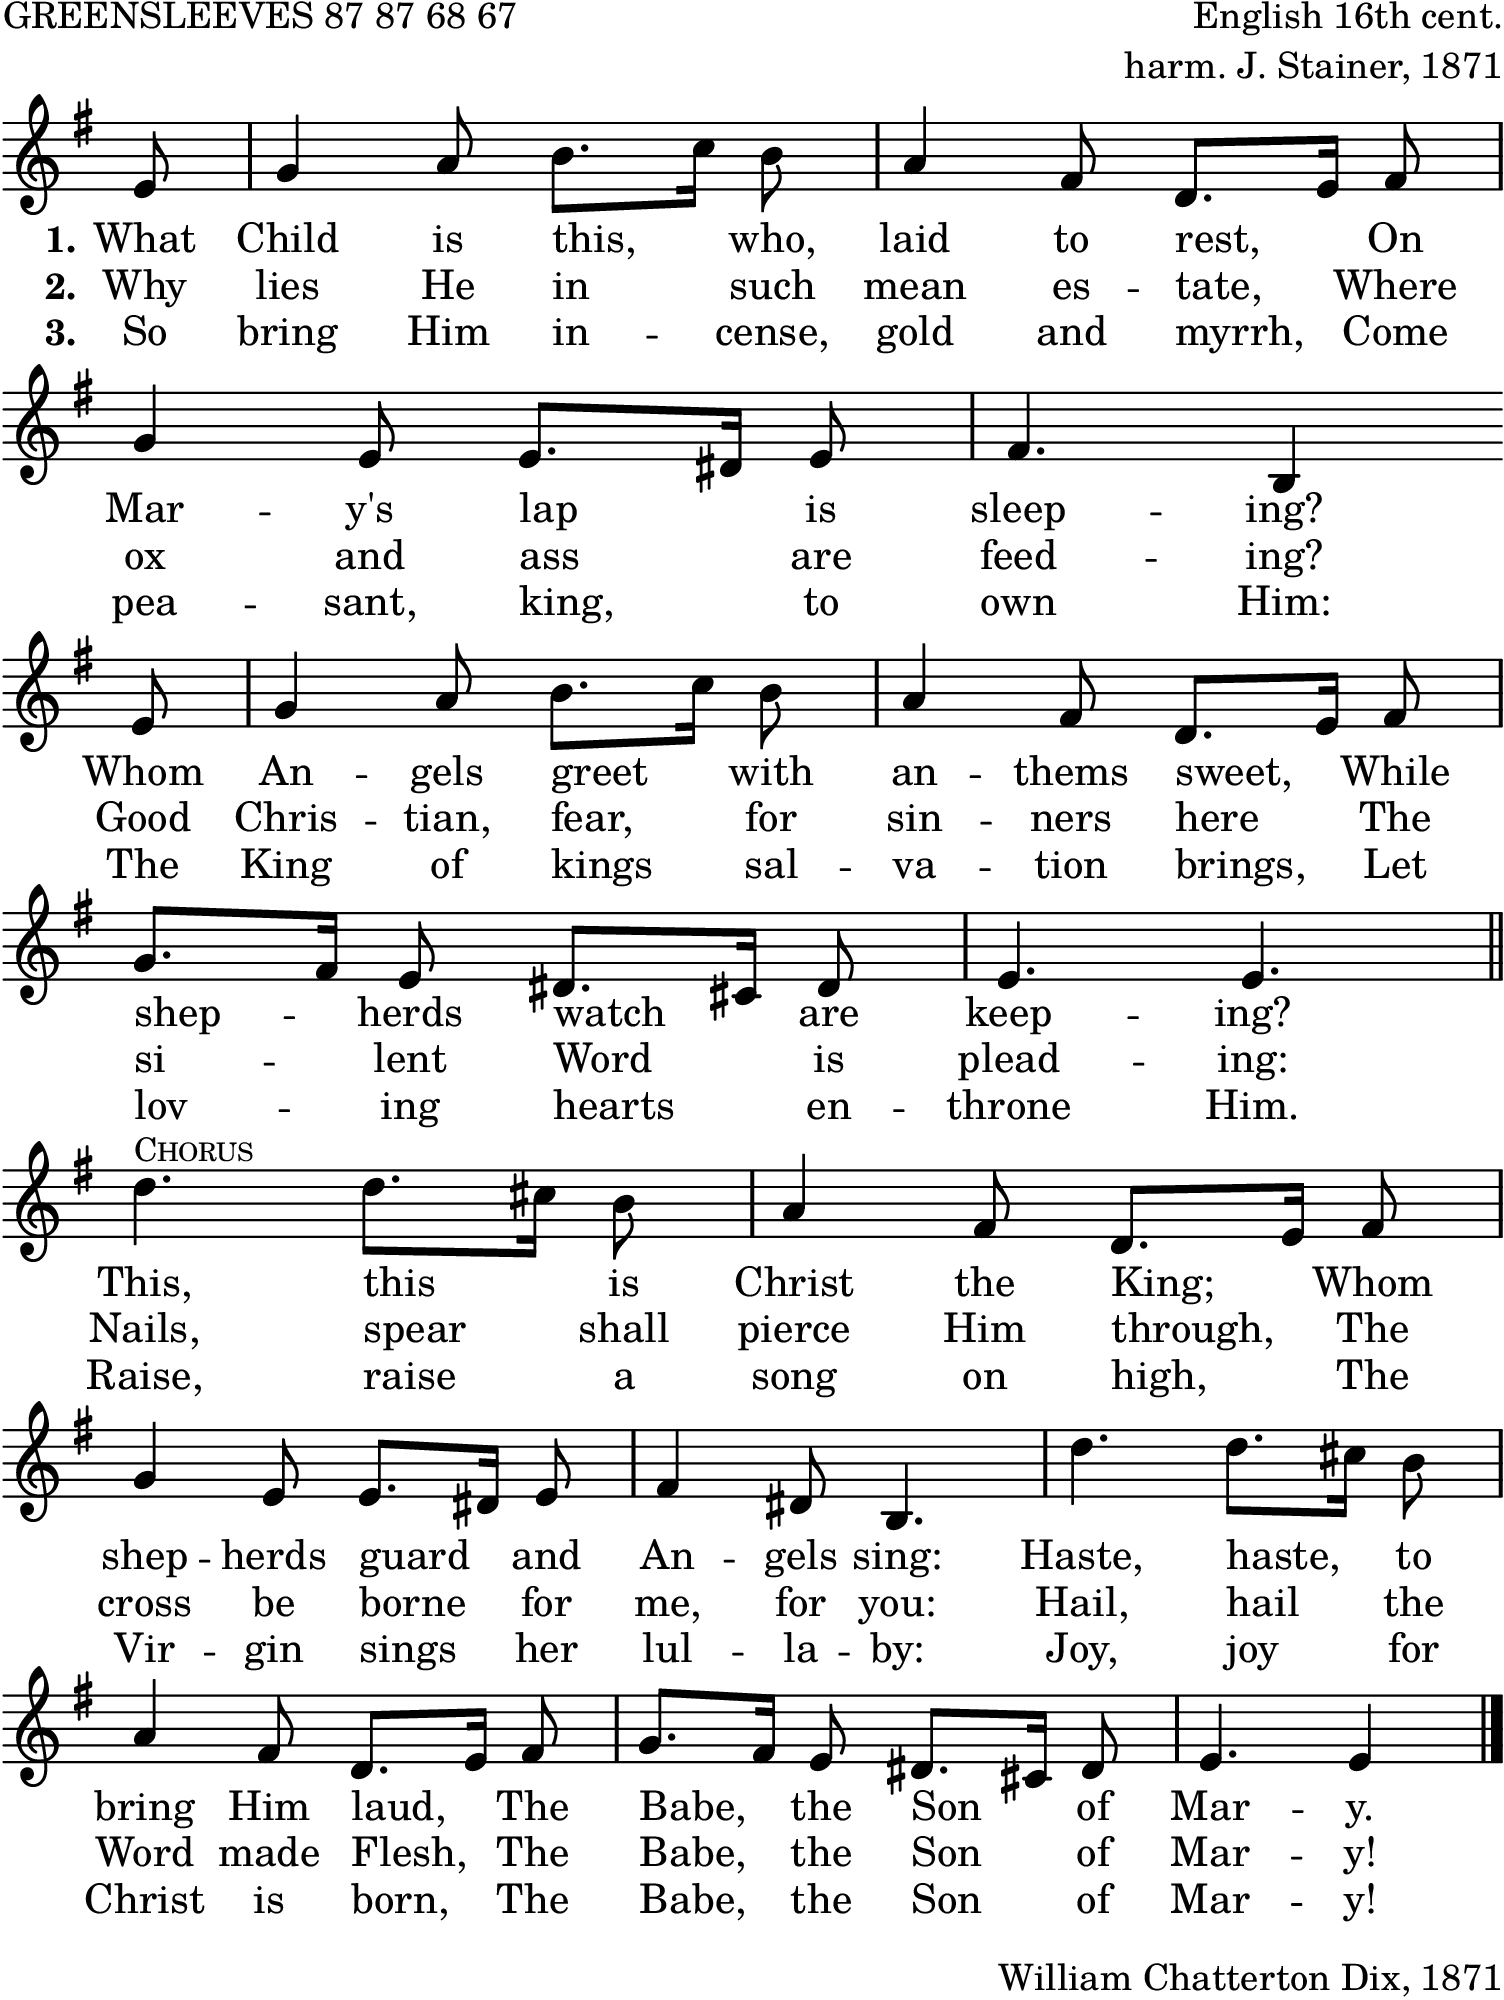 GREENSLEEVES 87 87 68 67
English 16th cent.
harm. J. Stainer, 1871
1. What Child is this, who, laid to rest, On
2. Why lies He in such mean es -- tate, Where
3. So bring Him in -- cense, gold and myrrh, Come
Mar -- y's lap is sleep -- ing?
ox and ass are feed -- ing?
pea -- sant, king, to own Him:
Whom An -- gels greet with an -- thems sweet, While
Good Chris -- tian, fear, for sin -- ners here The
The King of kings sal -- va -- tion brings, Let
shep -- herds watch are keep -- ing?
si -- lent Word is plead -- ing:
lov -- ing hearts en -- throne Him.
CHORUS
This, this is Christ the King; Whom
Nails, spear shall pierce Him through, The
Raise, raise a song on high, The
shep -- herds guard and An -- gels sing: Haste, haste, to
cross be borne for me, for you: Hail, hail the
Vir -- gin sings her lul -- la -- by: Joy, joy for
bring Him laud, The Babe, the Son of Mar -- y.
Word made Flesh, The Babe, the Son of Mar -- y!
Christ is born, The Babe, the Son of Mar -- y!
William Chatterton Dix, 1871